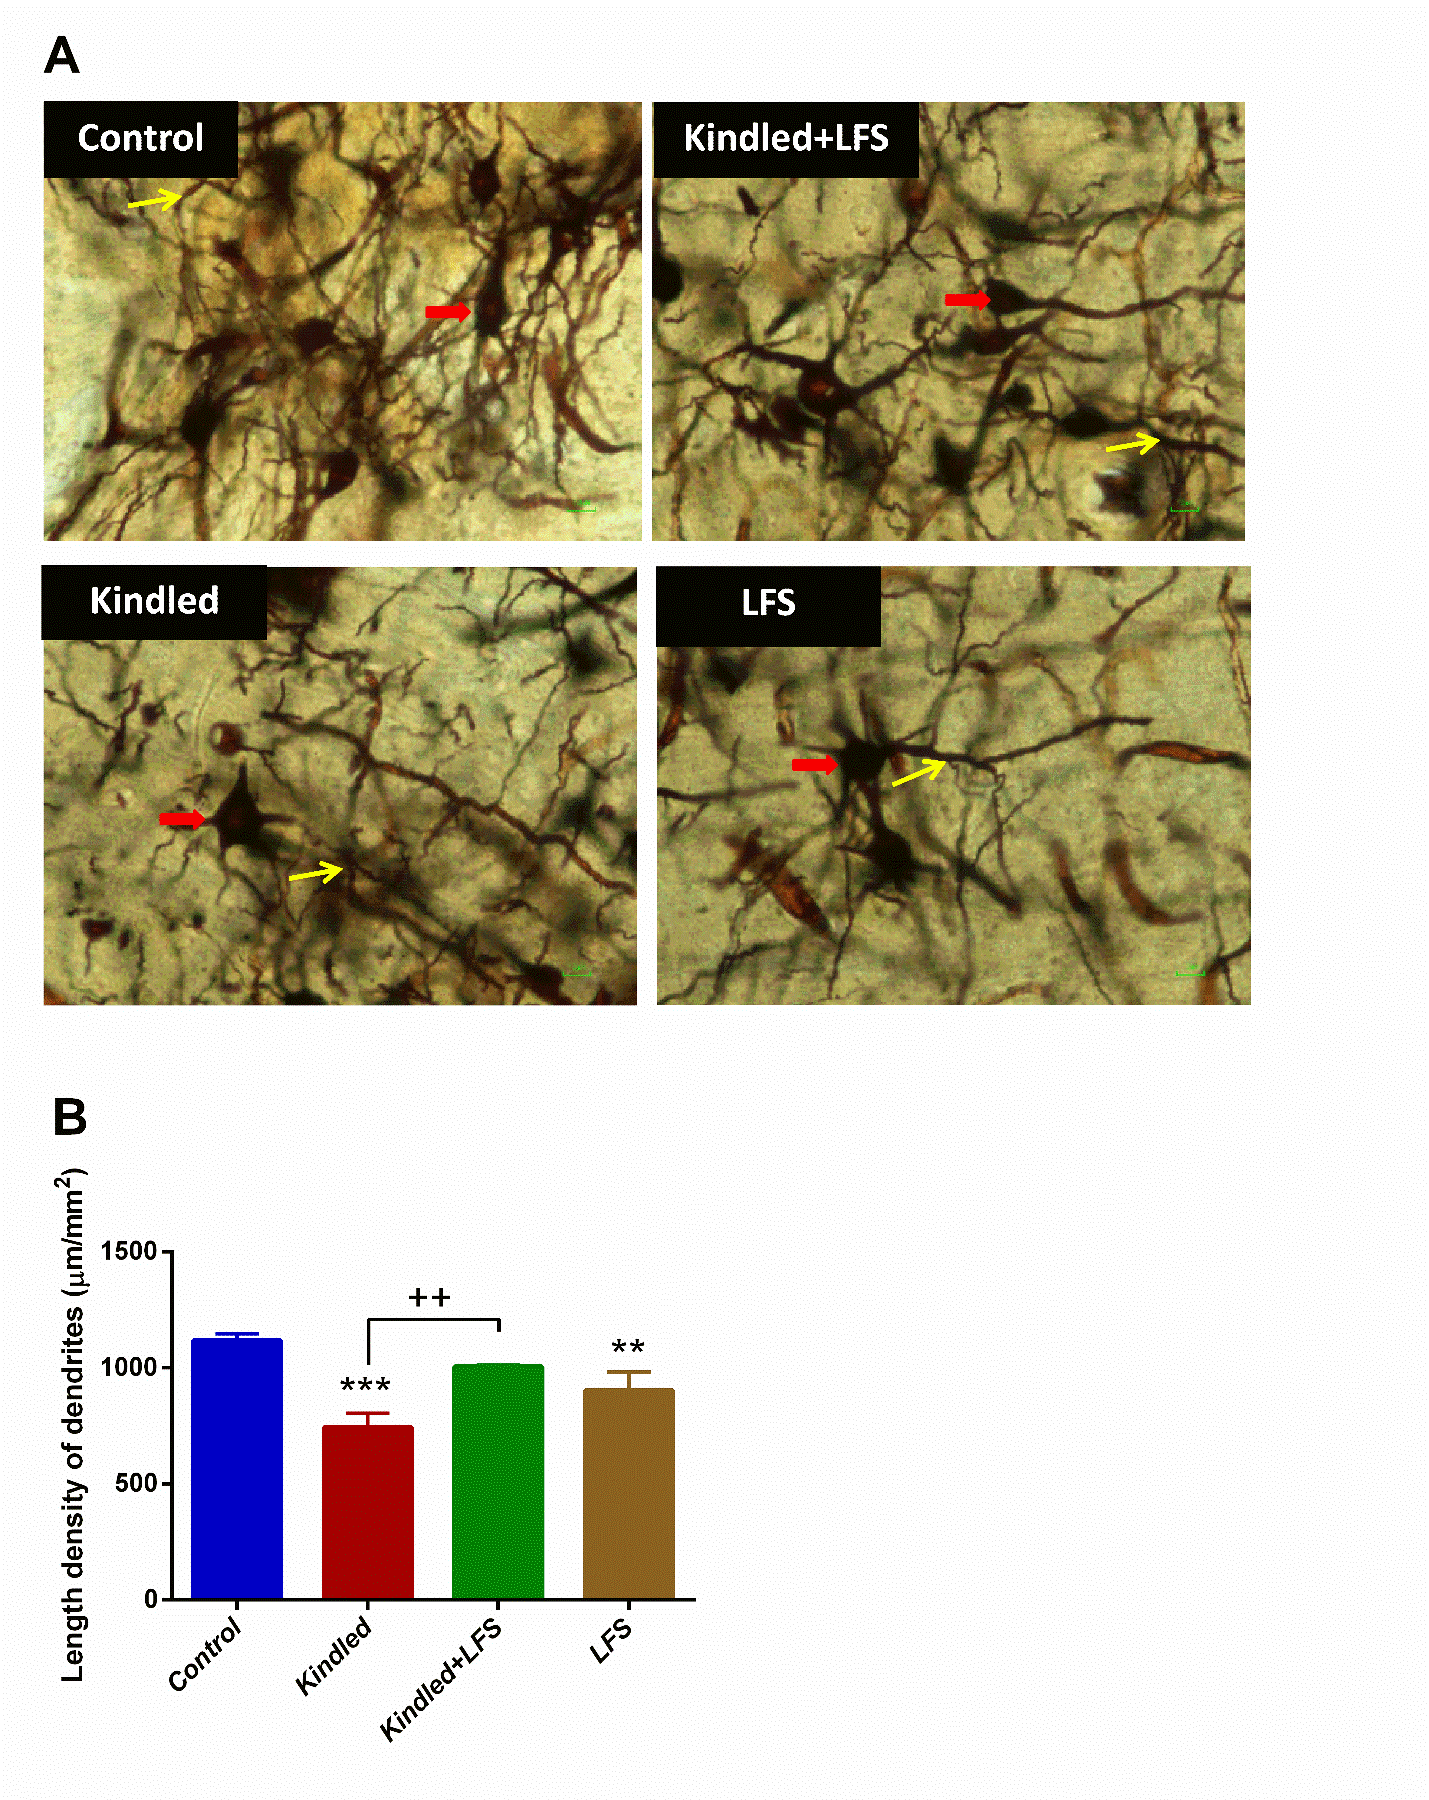 A
Control
Kindled+LFS
Kindled
LFS
B
Length density of dendrites (μm/mm²)
1500
1000
500
0
++
***
**
Control
Kindled
Kindled+LFS
LFS